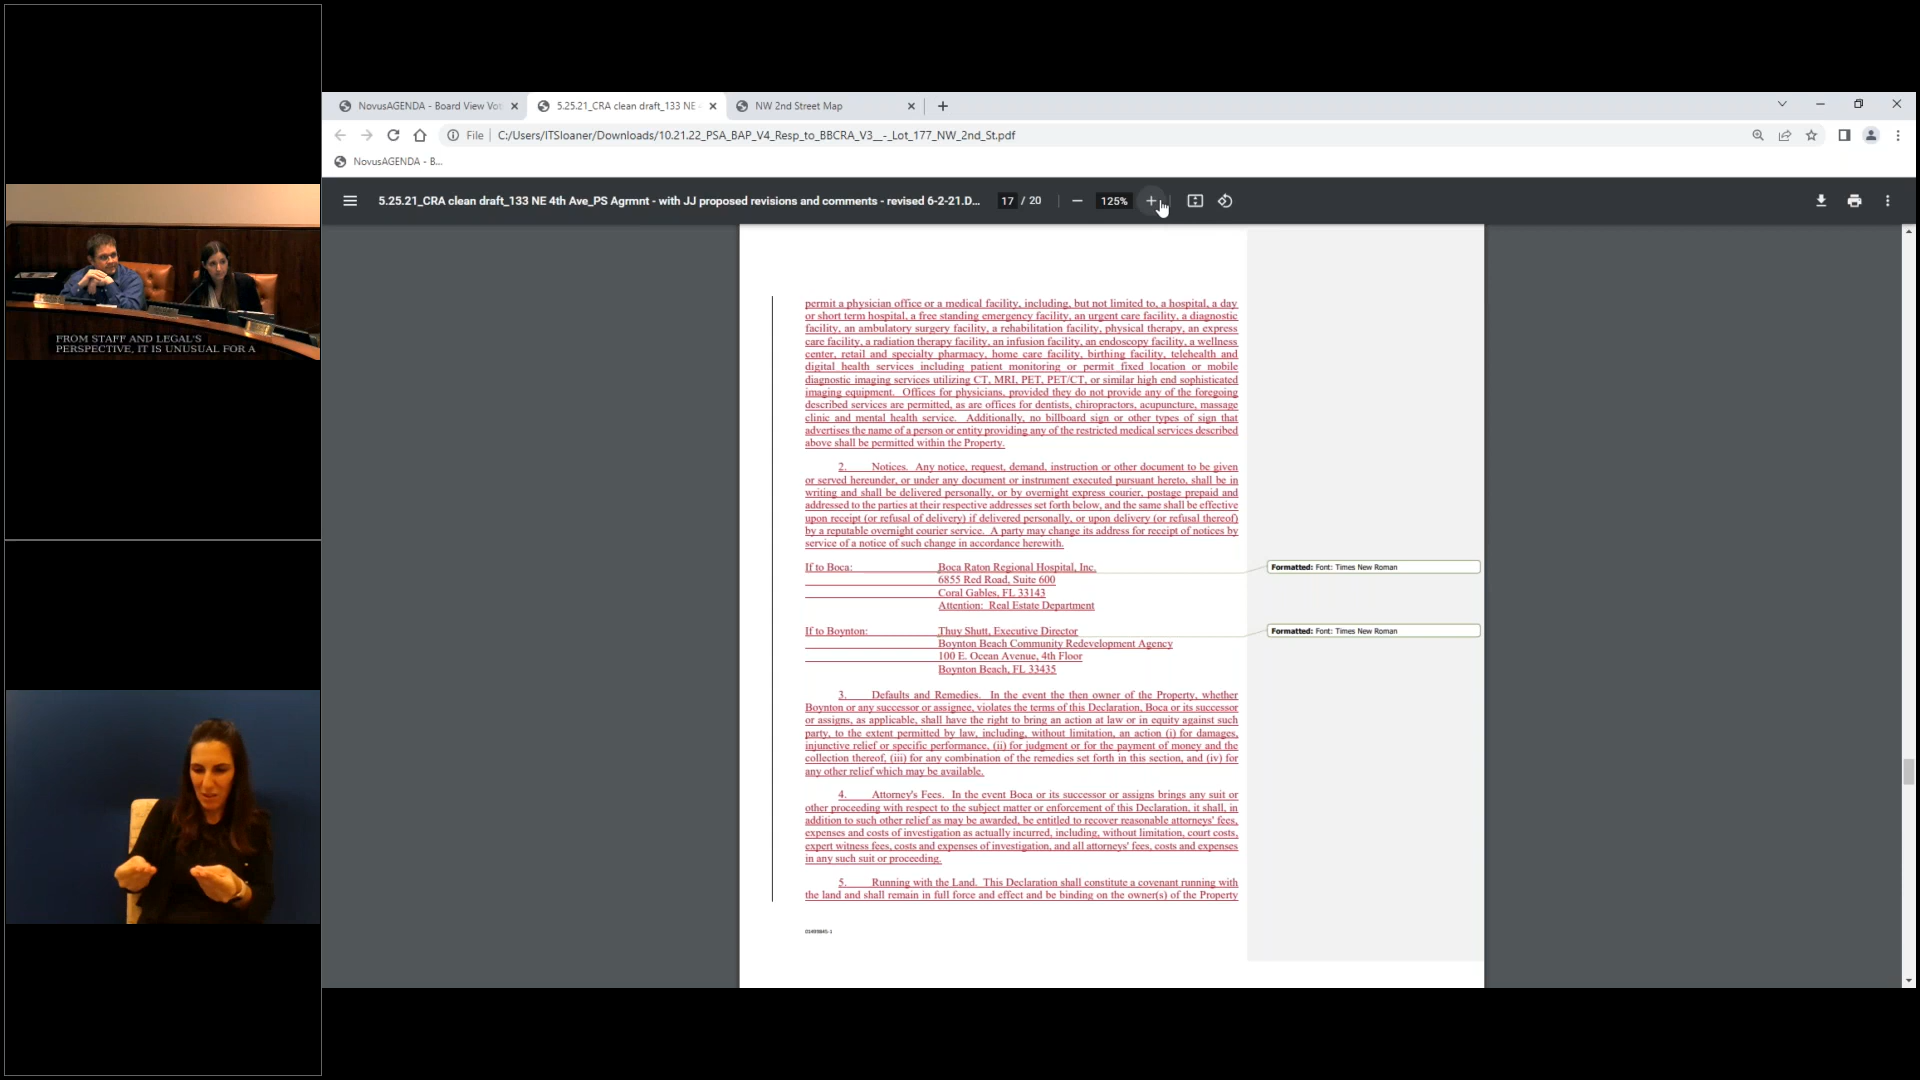 NovusAGENDA - Board View Vot
5.25.21_CRA clean draft_133 NE 4
NW 2nd Street Map
File
C:/Users/ITSloaner/Downloads/10.21.22_PSA_BAP_V4_Resp_to_BBCRA_V3__-_Lot_177_NW_2nd_St.pdf
NovusAGENDA - B...
5.25.21_CRA clean draft_133 NE 4th Ave_PS Agrmnt - with JJ proposed revisions and comments - revised 6-2-21.D...
17 / 20
125%
permit a physician office or a medical facility, including, but not limited to, a hospital, a day
or short term hospital, a free standing emergency facility, an urgent care facility, a diagnostic
facility, an ambulatory surgery facility, a rehabilitation facility, physical therapy, an express
care facility, a radiation therapy facility, an infusion facility, an endoscopy facility, a wellness
center, retail and specialty pharmacy, home care facility, birthing facility, telehealth and
digital health services including patient monitoring or permit fixed location or mobile
diagnostic imaging services utilizing CT, MRI, PET, PET/CT, or similar high end sophisticated
imaging equipment. Offices for physicians, provided they do not provide any of the foregoing
described services are permitted, as are offices for dentists, chiropractors, acupuncture, massage
clinic and mental health service. Additionally, no billboard sign or other types of sign that
advertises the name of a person or entity providing any of the restricted medical services described
above shall be permitted within the Property.
2. Notices. Any notice, request, demand, instruction or other document to be given
or served hereunder, or under any document or instrument executed pursuant hereto, shall be in
writing and shall be delivered personally, or by overnight express courier, postage prepaid and
addressed to the parties at their respective addresses set forth below, and the same shall be effective
upon receipt (or refusal of delivery) if delivered personally, or upon delivery (or refusal thereof)
by a reputable overnight courier service. A party may change its address for receipt of notices by
service of a notice of such change in accordance herewith.
If to Boca: Boca Raton Regional Hospital, Inc.
6855 Red Road, Suite 600
Coral Gables, FL 33143
Attention: Real Estate Department
Formatted: Font: Times New Roman
If to Boynton: Thuy Shutt, Executive Director
Boynton Beach Community Redevelopment Agency
100 E. Ocean Avenue, 4th Floor
Boynton Beach, FL 33435
Formatted: Font: Times New Roman
3. Defaults and Remedies. In the event the then owner of the Property, whether
Boynton or any successor or assignee, violates the terms of this Declaration, Boca or its successor
or assigns, as applicable, shall have the right to bring an action at law or in equity against such
party, to the extent permitted by law, including, without limitation, an action (i) for damages,
injunctive relief or specific performance, (ii) for judgment or for the payment of money and the
collection thereof, (iii) for any combination of the remedies set forth in this section, and (iv) for
any other relief which may be available.
4. Attorney's Fees. In the event Boca or its successor or assigns brings any suit or
other proceeding with respect to the subject matter or enforcement of this Declaration, it shall, in
addition to such other relief as may be awarded, be entitled to recover reasonable attorneys' fees,
expenses and costs of investigation as actually incurred, including, without limitation, court costs,
expert witness fees, costs and expenses of investigation, and all attorneys' fees, costs and expenses
in any such suit or proceeding.
5. Running with the Land. This Declaration shall constitute a covenant running with
the land and shall remain in full force and effect and be binding on the owner(s) of the Property
FROM STAFF AND LEGAL'S
PERSPECTIVE, IT IS UNUSUAL FOR A